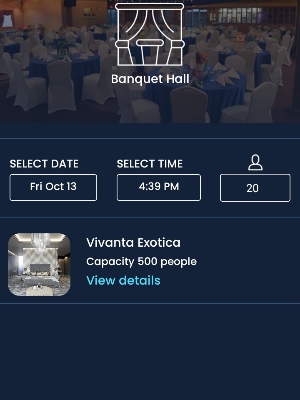 Banquet Hall
SELECT DATE
SELECT TIME
Fri Oct 13
4:39 PM
20
Vivanta Exotica
Capacity 500 people
View details